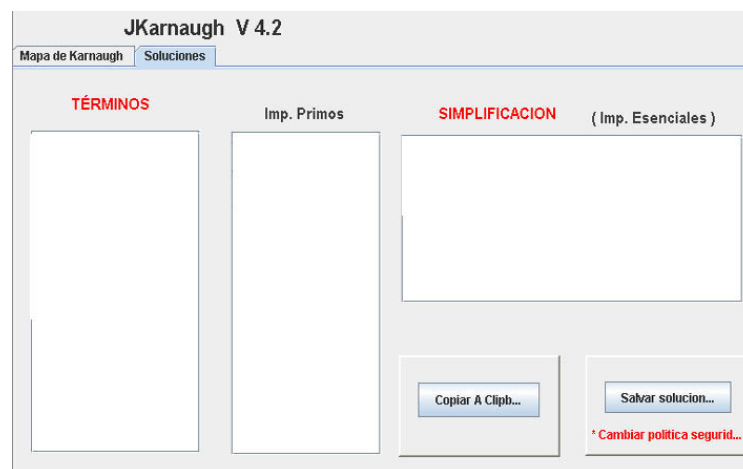 JKarnaugh V 4.2
Mapa de Karnaugh Soluciones
TÉRMINOS Imp. Primos SIMPLIFICACION ( Imp. Esenciales )
Copiar A Clipb... Salvar solucion...
* Cambiar politica segurid...